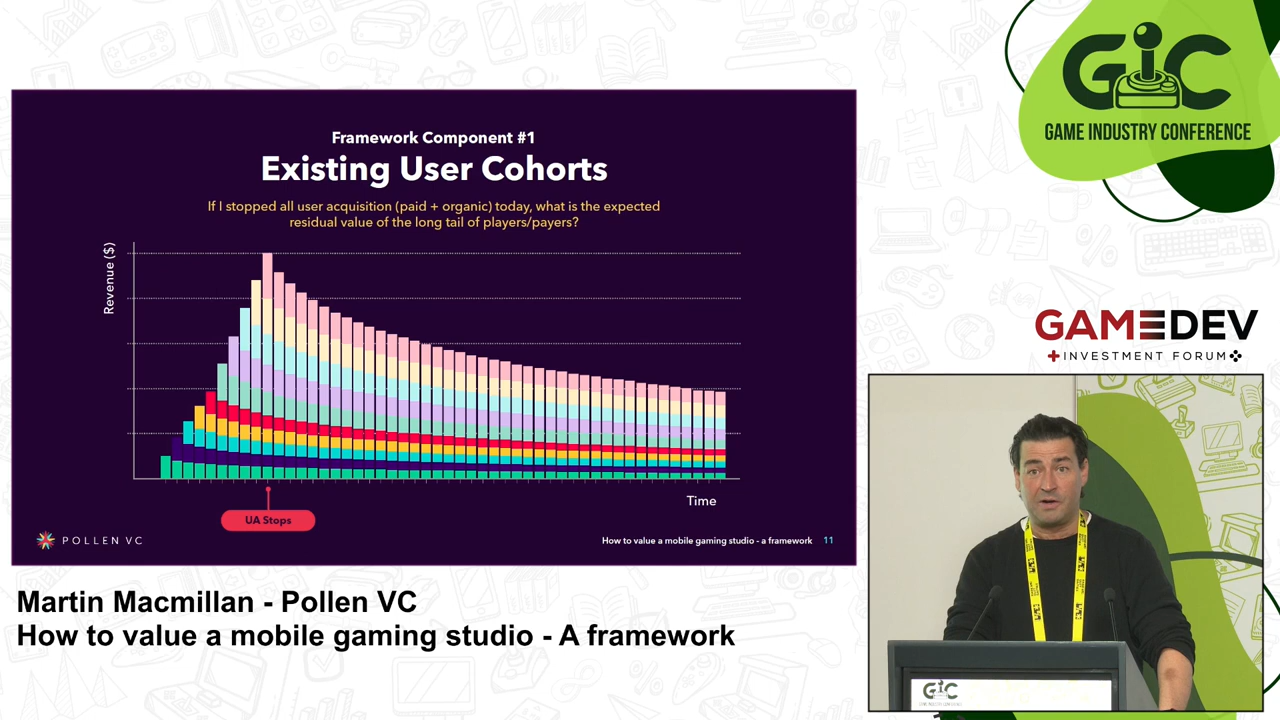 Framework Component #1
Existing User Cohorts
If I stopped all user acquisition (paid + organic) today, what is the expected
residual value of the long tail of players/payers?
Revenue ($)
Time
UA Stops
POLLEN VC
How to value a mobile gaming studio - a framework 11
Martin Macmillan - Pollen VC
How to value a mobile gaming studio - A framework
GIC
GAME INDUSTRY CONFERENCE
GAMEDEV
INVESTMENT FORUM
GIC